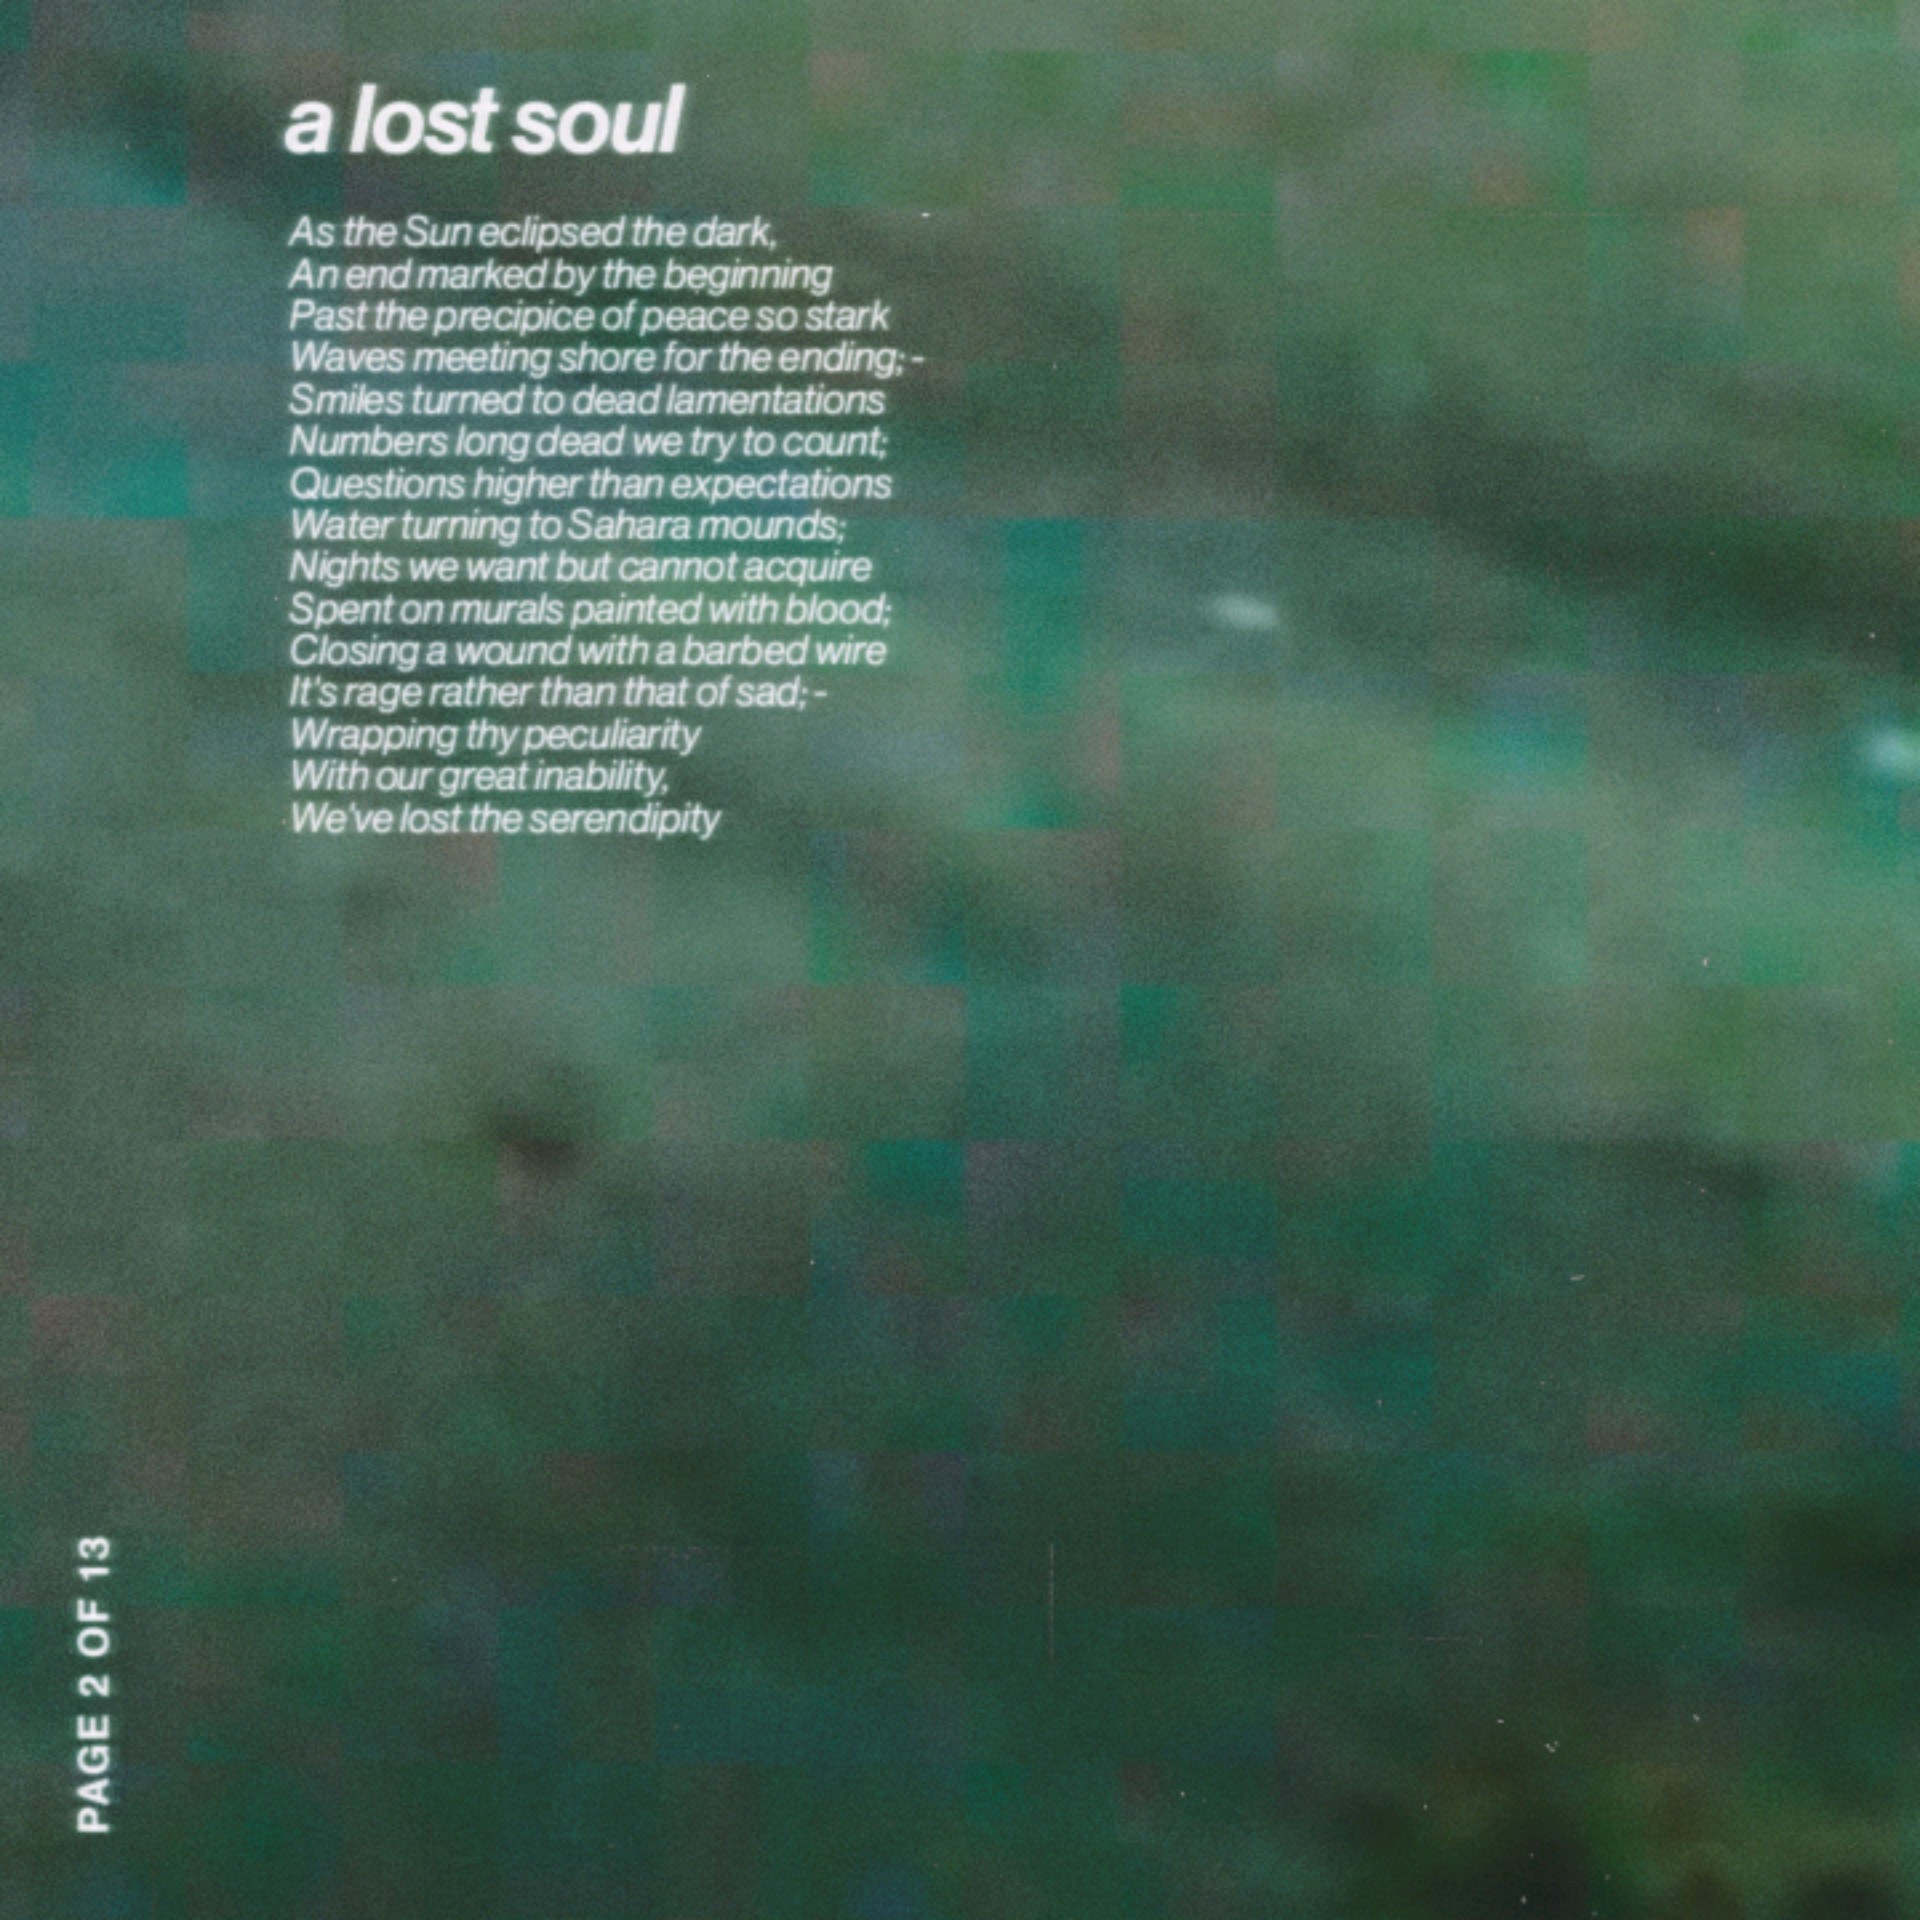 a lost soul
As the Sun eclipsed the dark,
An end marked by the beginning
Past the precipice of peace so stark
Waves meeting shore for the ending; -
Smiles turned to dead lamentations
Numbers long dead we try to count;
Questions higher than expectations
Water turning to Sahara mounds;
Nights we want but cannot acquire
Spent on murals painted with blood;
Closing a wound with a barbed wire
It's rage rather than that of sad; -
Wrapping thy peculiarity
With our great inability,
We've lost the serendipity
PAGE 2 OF 13